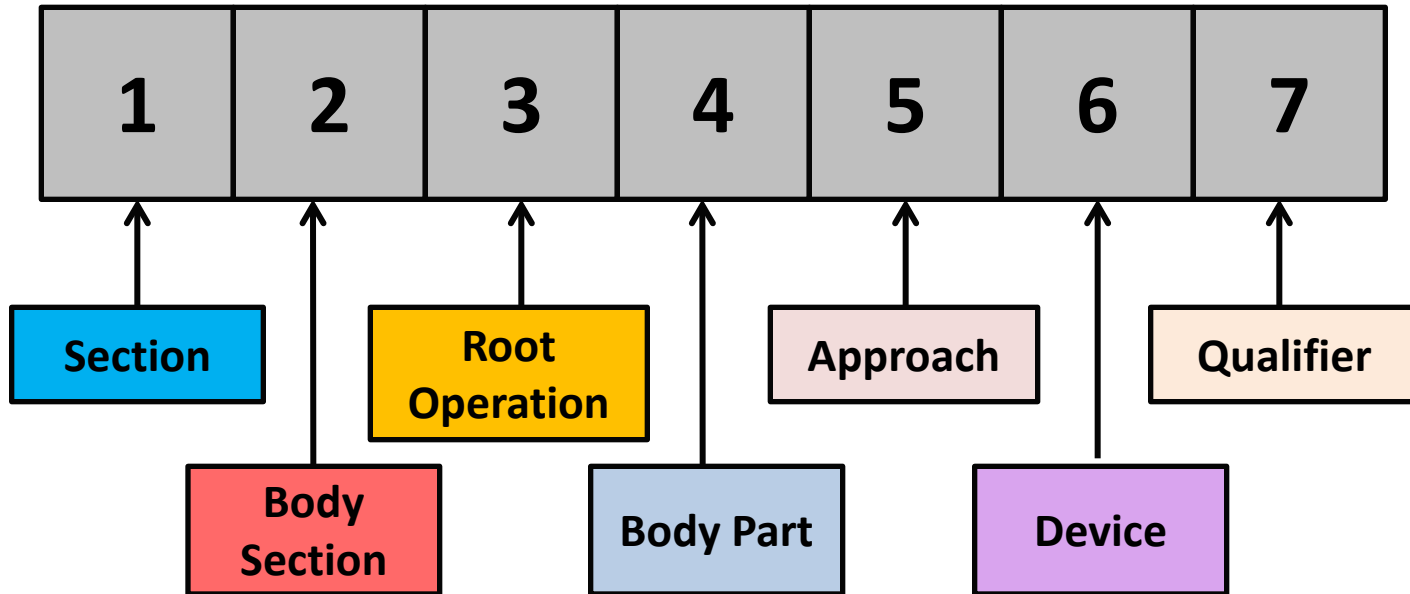 1 2 3 4 5 6 7
Section
Root
Operation
Approach
Qualifier
Body
Section
Body Part
Device